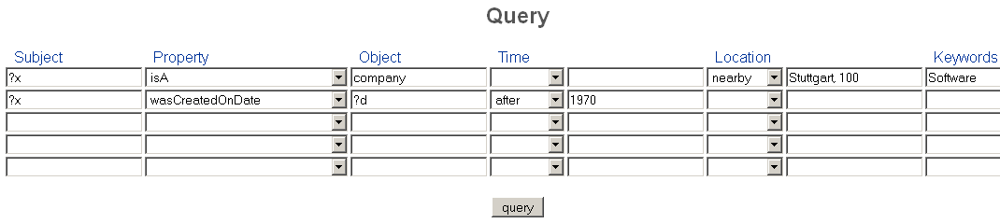 Query
Subject Property Object Time Location Keywords
?x isA company nearby Stuttgart, 100 Software
?x wasCreatedOnDate ?d after 1970
query